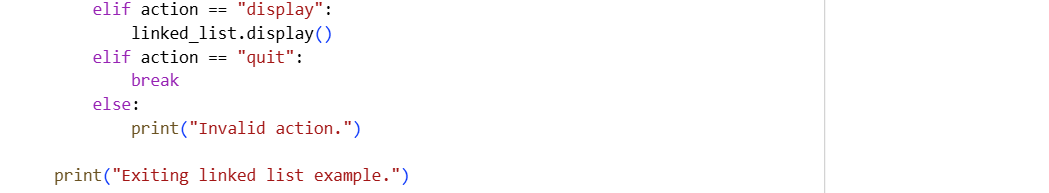 elif action == "display":
linked_list.display()
elif action == "quit":
break
else:
print("Invalid action.")
print("Exiting linked list example.")